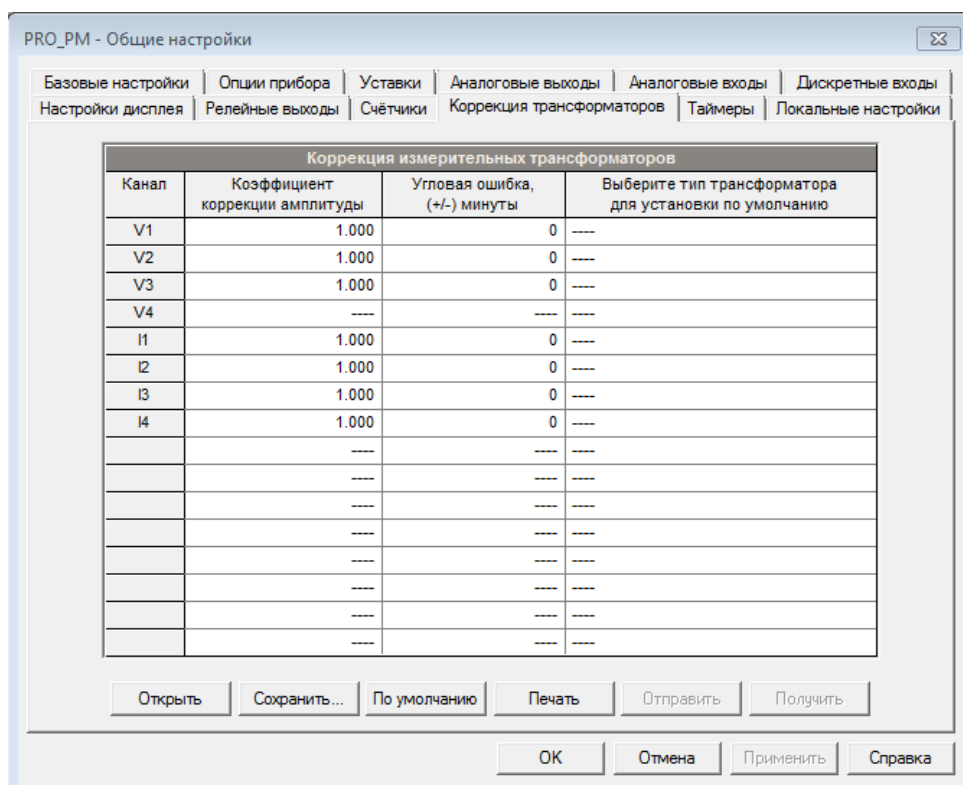 PRO_PM - Общие настройки
Базовые настройки Опции прибора Уставки Аналоговые выходы Аналоговые входы Дискретные входы
Настройки дисплея Релейные выходы Счётчики Коррекция трансформаторов Таймеры Локальные настройки
Коррекция измерительных трансформаторов
Канал Коэффициент коррекции амплитуды Угловая ошибка, (+/-) минуты Выберите тип трансформатора для установки по умолчанию
V1 1.000 0 ----
V2 1.000 0 ----
V3 1.000 0 ----
V4 ---- ---- ----
I1 1.000 0 ----
I2 1.000 0 ----
I3 1.000 0 ----
I4 1.000 0 ----
---- ---- ----
---- ---- ----
---- ---- ----
---- ---- ----
---- ---- ----
---- ---- ----
---- ---- ----
---- ---- ----
Открыть Сохранить... По умолчанию Печать Отправить Получить
OK Отмена Применить Справка